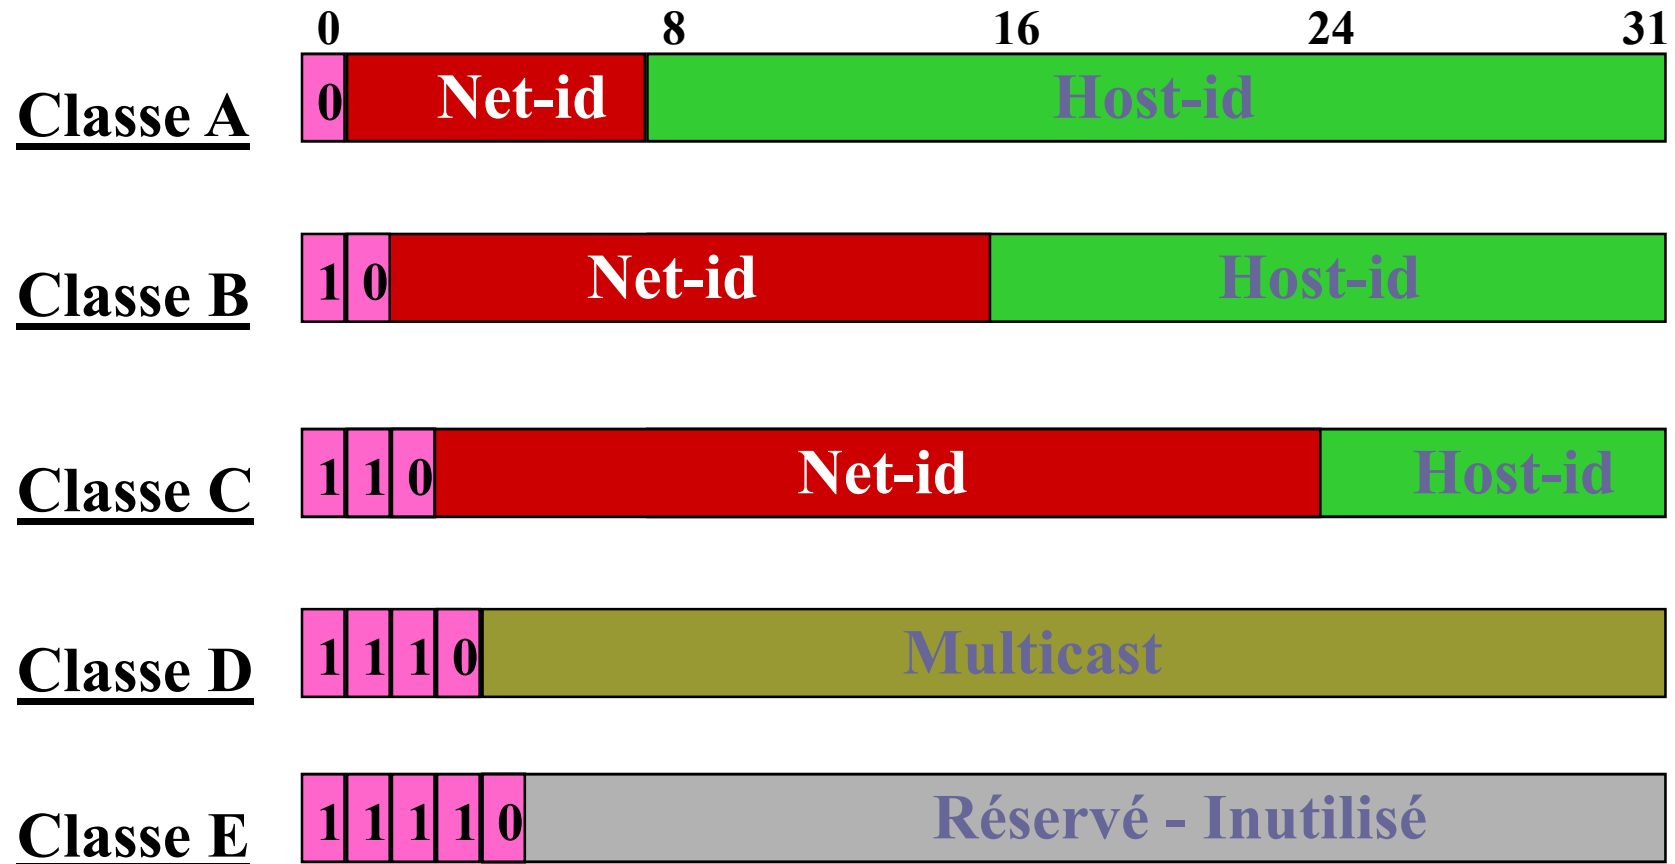 0 8 16 24 31
Classe A 0 Net-id Host-id
Classe B 1 0 Net-id Host-id
Classe C 1 1 0 Net-id Host-id
Classe D 1 1 1 0 Multicast
Classe E 1 1 1 1 0 Réservé - Inutilisé